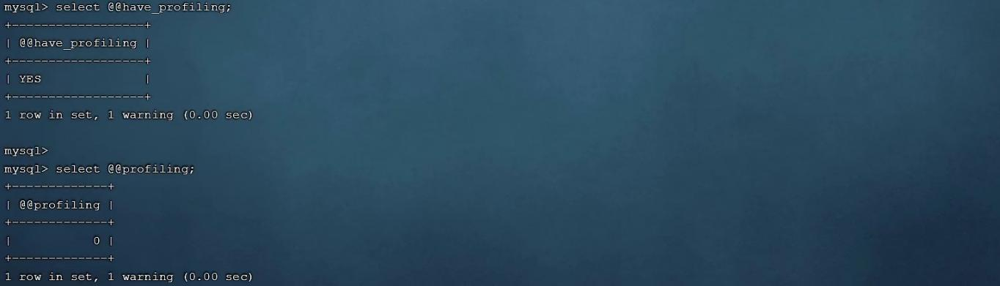 mysql> select @@have_profiling;
+------------------+
| @@have_profiling |
+------------------+
| YES              |
+------------------+
1 row in set, 1 warning (0.00 sec)
mysql>
mysql> select @@profiling;
+-------------+
| @@profiling |
+-------------+
|           0 |
+-------------+
1 row in set, 1 warning (0.00 sec)